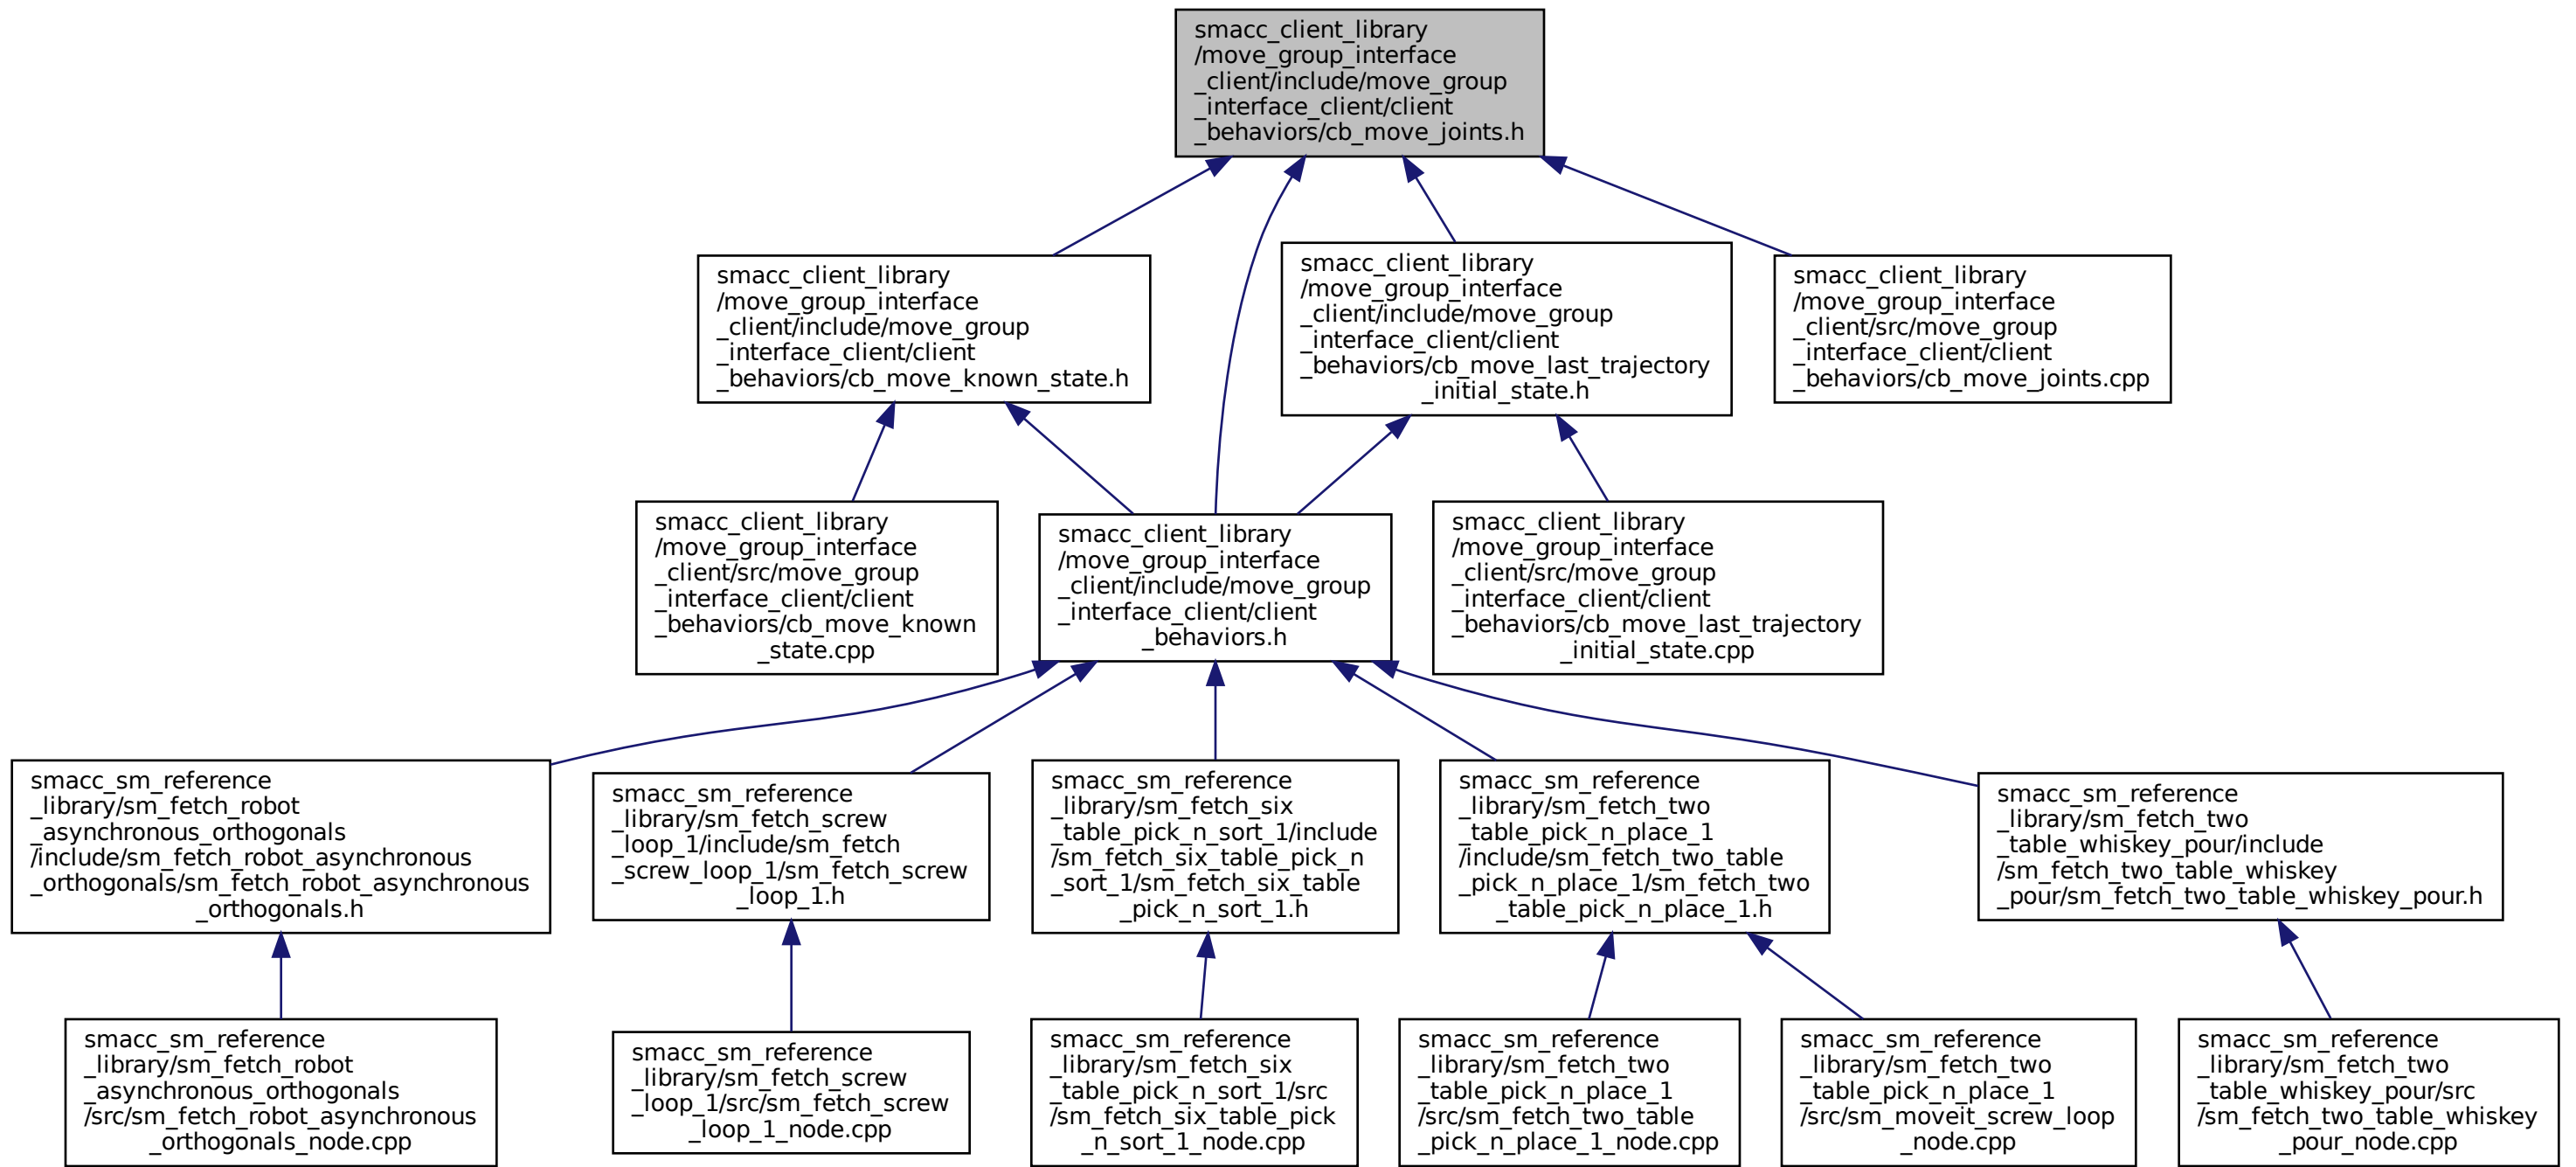 smacc_client_library
/move_group_interface
_client/include/move_group
_interface_client/client
_behaviors/cb_move_joints.h
smacc_client_library
/move_group_interface
_client/include/move_group
_interface_client/client
_behaviors/cb_move_known_state.h
smacc_client_library
/move_group_interface
_client/include/move_group
_interface_client/client
_behaviors/cb_move_last_trajectory
_initial_state.h
smacc_client_library
/move_group_interface
_client/src/move_group
_interface_client/client
_behaviors/cb_move_joints.cpp
smacc_client_library
/move_group_interface
_client/src/move_group
_interface_client/client
_behaviors/cb_move_known
_state.cpp
smacc_client_library
/move_group_interface
_client/include/move_group
_interface_client/client
_behaviors.h
smacc_client_library
/move_group_interface
_client/src/move_group
_interface_client/client
_behaviors/cb_move_last_trajectory
_initial_state.cpp
smacc_sm_reference
_library/sm_fetch_robot
_asynchronous_orthogonals
/include/sm_fetch_robot_asynchronous
_orthogonals/sm_fetch_robot_asynchronous
_orthogonals.h
smacc_sm_reference
_library/sm_fetch_screw
_loop_1/include/sm_fetch
_screw_loop_1/sm_fetch_screw
_loop_1.h
smacc_sm_reference
_library/sm_fetch_six
_table_pick_n_sort_1/include
/sm_fetch_six_table_pick_n
_sort_1/sm_fetch_six_table
_pick_n_sort_1.h
smacc_sm_reference
_library/sm_fetch_two
_table_pick_n_place_1
/include/sm_fetch_two_table
_pick_n_place_1/sm_fetch_two
_table_pick_n_place_1.h
smacc_sm_reference
_library/sm_fetch_two
_table_whiskey_pour/include
/sm_fetch_two_table_whiskey
_pour/sm_fetch_two_table_whiskey_pour.h
smacc_sm_reference
_library/sm_fetch_robot
_asynchronous_orthogonals
/src/sm_fetch_robot_asynchronous
_orthogonals_node.cpp
smacc_sm_reference
_library/sm_fetch_screw
_loop_1/src/sm_fetch_screw
_loop_1_node.cpp
smacc_sm_reference
_library/sm_fetch_six
_table_pick_n_sort_1/src
/sm_fetch_six_table_pick
_n_sort_1_node.cpp
smacc_sm_reference
_library/sm_fetch_two
_table_pick_n_place_1
/src/sm_fetch_two_table
_pick_n_place_1_node.cpp
smacc_sm_reference
_library/sm_fetch_two
_table_pick_n_place_1
/src/sm_moveit_screw_loop
_node.cpp
smacc_sm_reference
_library/sm_fetch_two
_table_whiskey_pour/src
/sm_fetch_two_table_whiskey
_pour_node.cpp